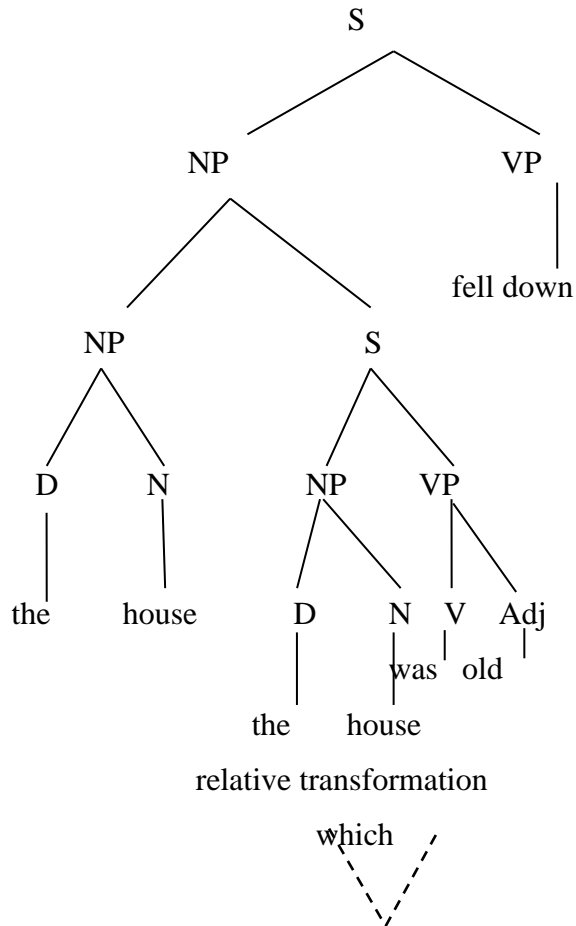 S
NP VP
fell down
NP S
D N NP VP
the house D N V Adj
was old
the house
relative transformation
which